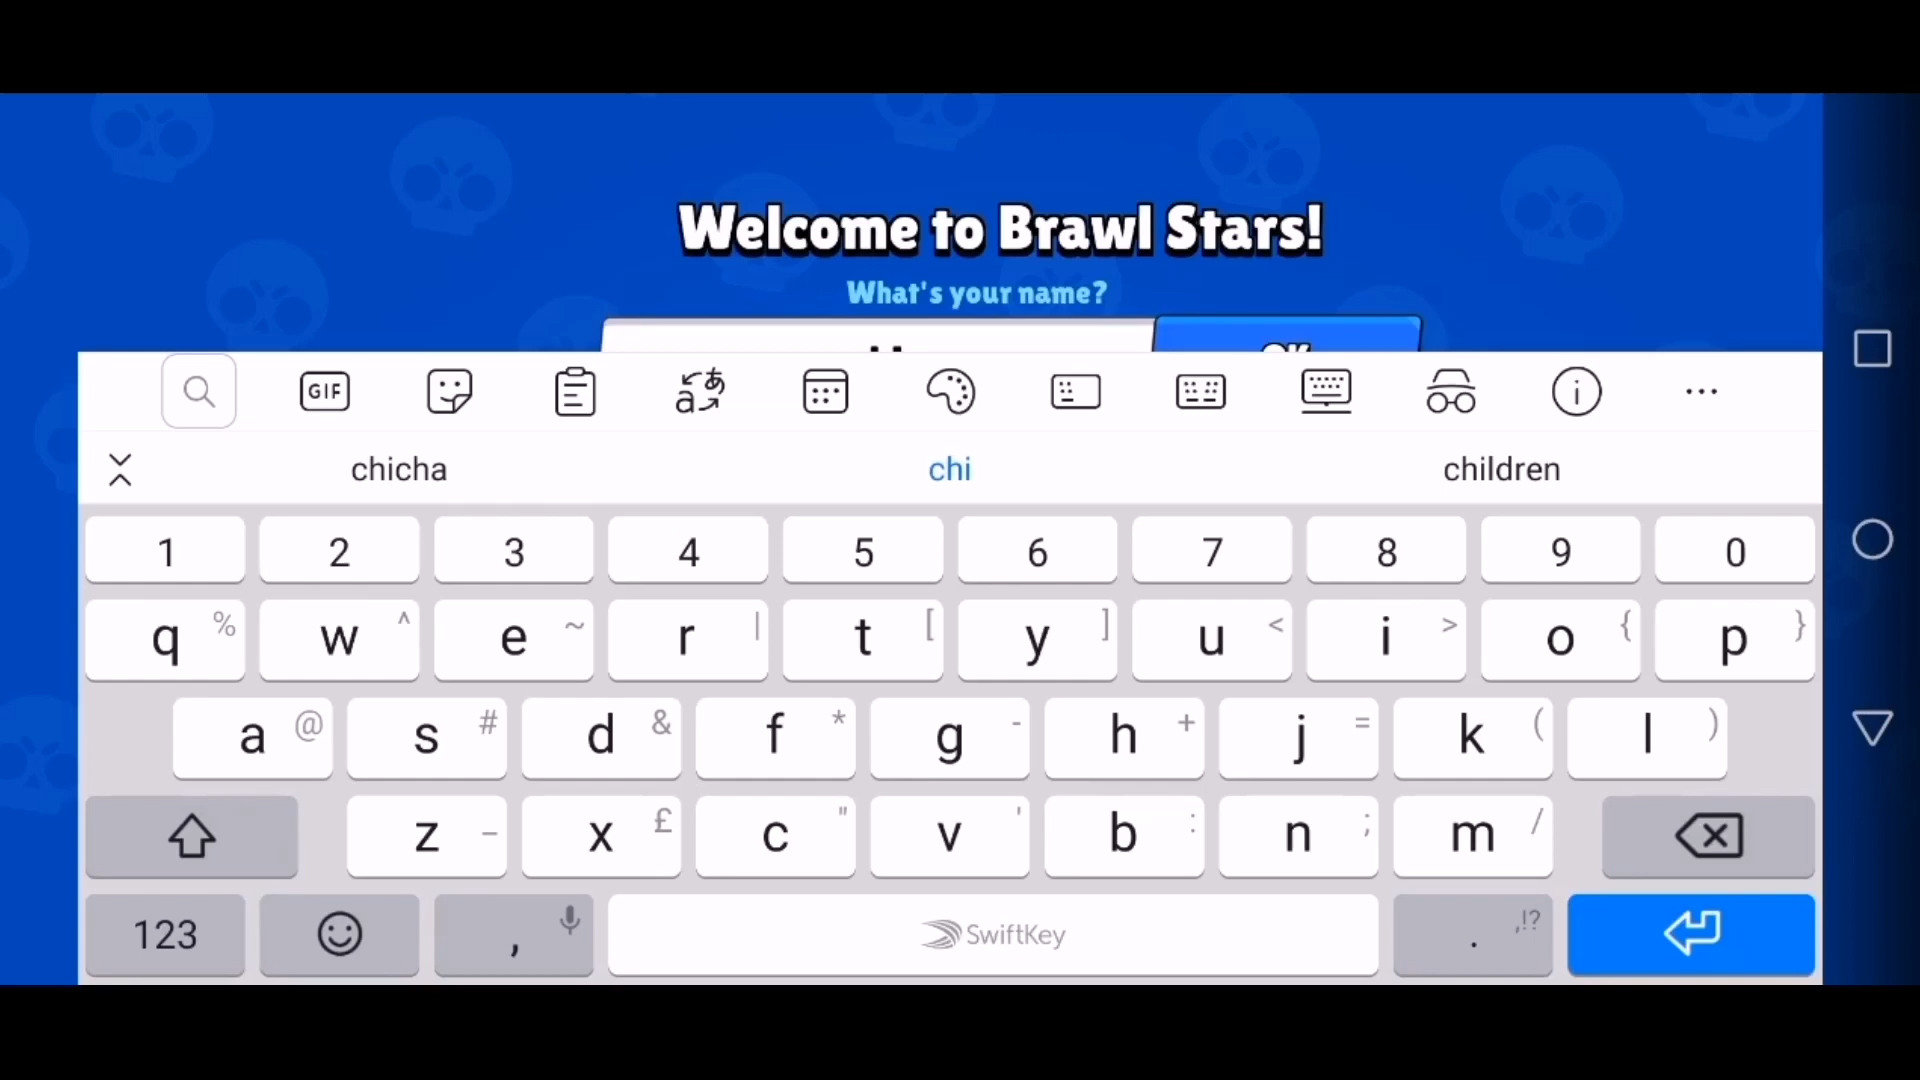 Welcome to Brawl Stars!
What's your name?
GIF
chicha chi children
1 2 3 4 5 6 7 8 9 0
q % w ^ e ~ r | t [ y ] u < i > o { p }
a @ s # d & f * g - h + j = k ( l )
z _ x £ c " v ' b : n ; m /
123 , SwiftKey . ,!?